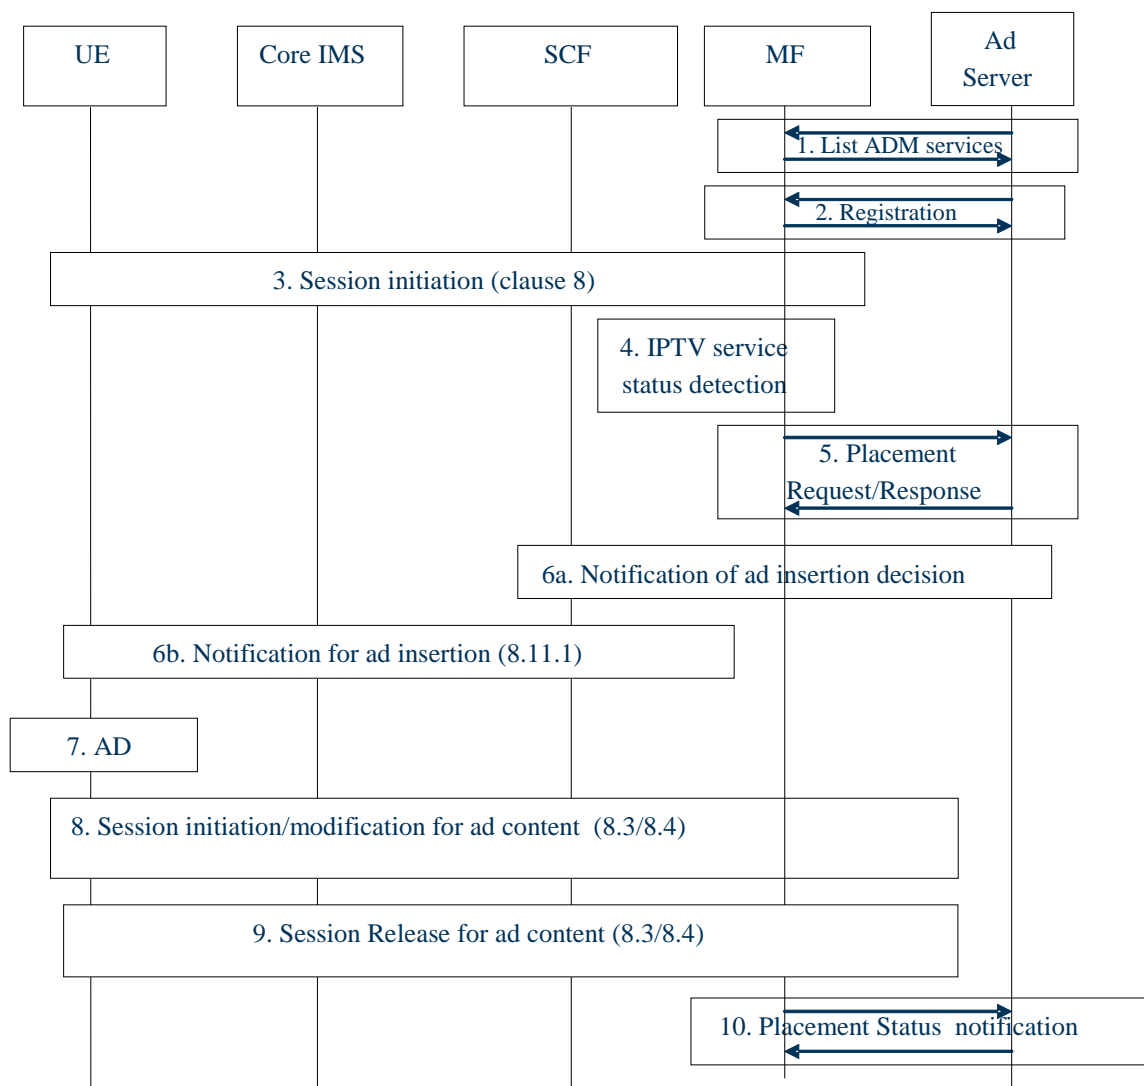 UE
Core IMS
SCF
MF
Ad
Server
1. List ADM services
2. Registration
3. Session initiation (clause 8)
4. IPTV service
status detection
5. Placement
Request/Response
6a. Notification of ad insertion decision
6b. Notification for ad insertion (8.11.1)
7. AD
8. Session initiation/modification for ad content (8.3/8.4)
9. Session Release for ad content (8.3/8.4)
10. Placement Status notification